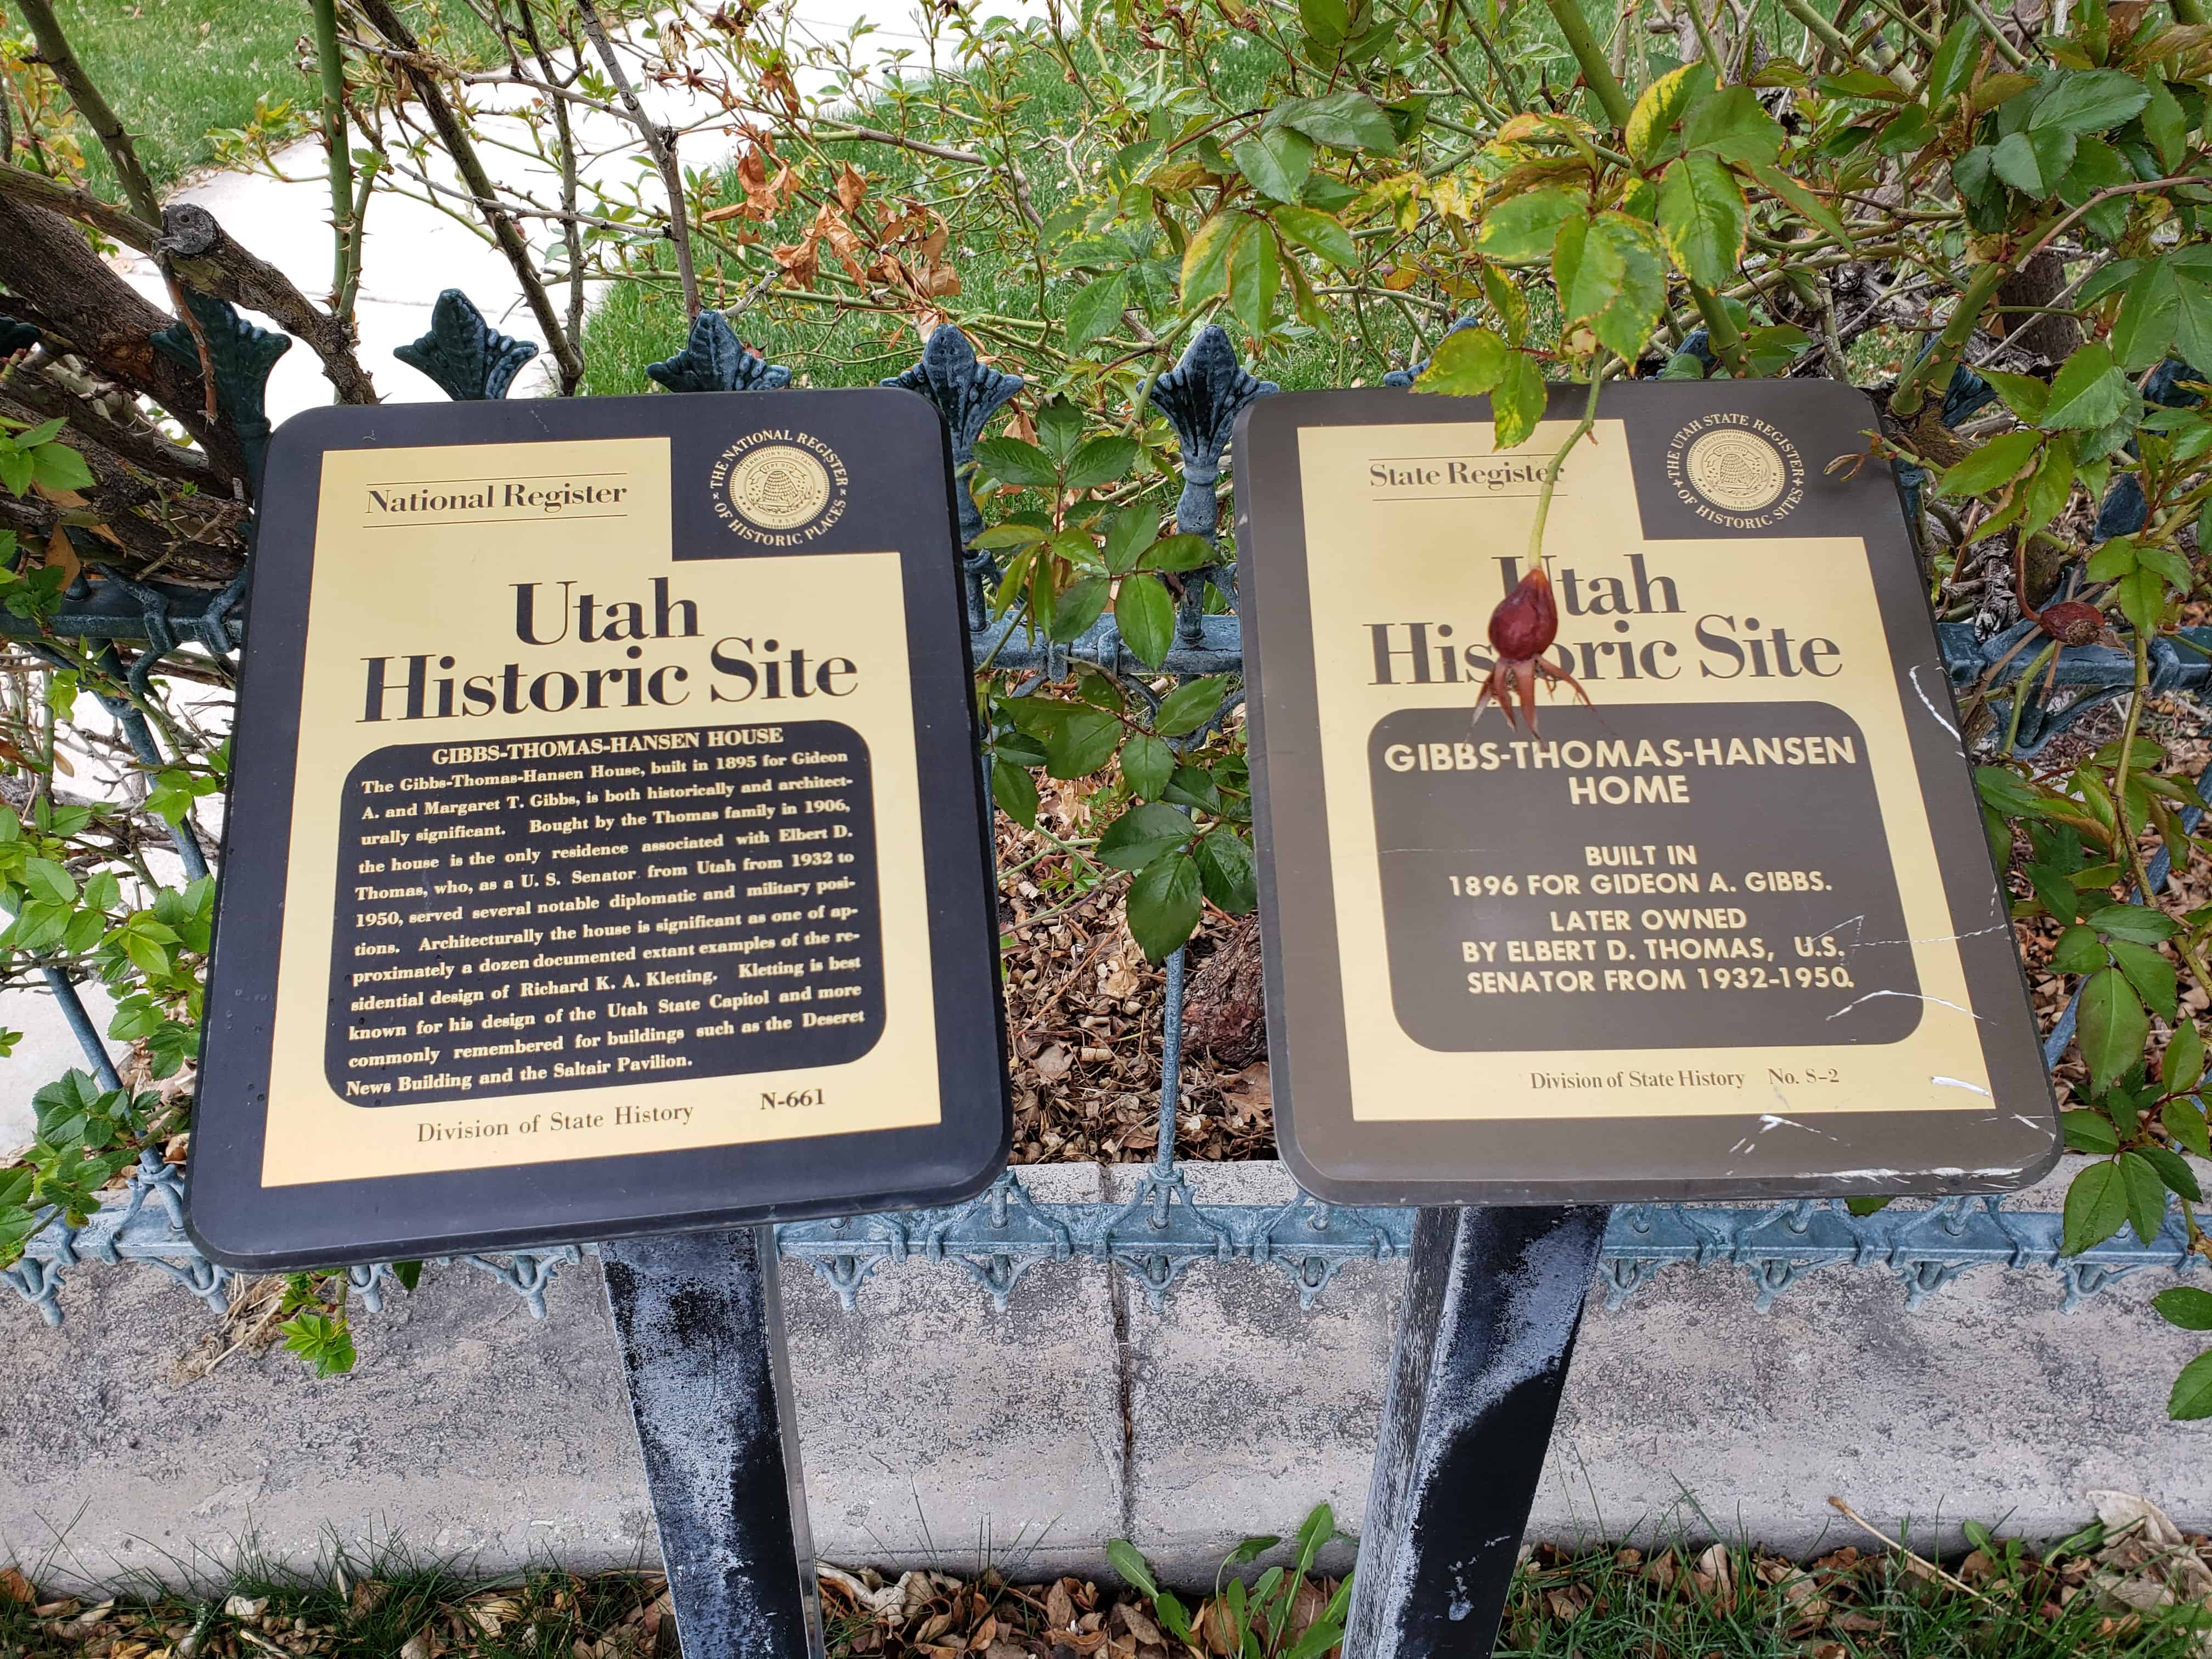 National Register
THE NATIONAL REGISTER
OF HISTORIC PLACES
Utah
Historic Site
GIBBS-THOMAS-HANSEN HOUSE
The Gibbs-Thomas-Hansen House, built in 1895 for Gideon
A. and Margaret T. Gibbs, is both historically and architect-
urally significant. Bought by the Thomas family in 1906,
the house is the only residence associated with Elbert D.
Thomas, who, as a U. S. Senator from Utah from 1932 to
1950, served several notable diplomatic and military posi-
tions. Architecturally the house is significant as one of ap-
proximately a dozen documented extant examples of the re-
sidential design of Richard K. A. Kletting. Kletting is best
known for his design of the Utah State Capitol and more
commonly remembered for buildings such as the Deseret
News Building and the Saltair Pavilion.
Division of State History N-661
State Register
THE UTAH STATE REGISTER
OF HISTORIC SITES
Utah
Historic Site
GIBBS-THOMAS-HANSEN
HOME
BUILT IN
1896 FOR GIDEON A. GIBBS.
LATER OWNED
BY ELBERT D. THOMAS, U.S.
SENATOR FROM 1932-1950.
Division of State History No. S-2